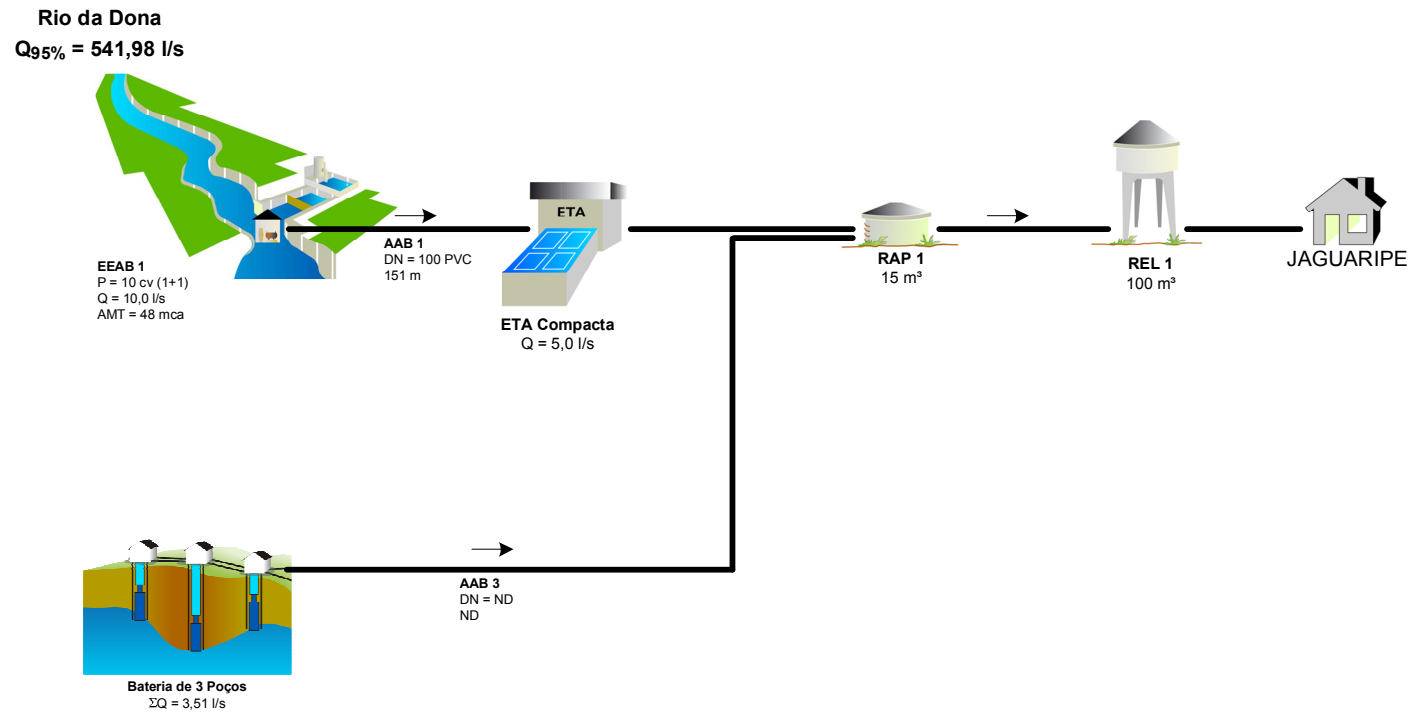 Rio da Dona
Q95% = 541,98 l/s
EEAB 1
P = 10 cv (1+1)
Q = 10,0 l/s
AMT = 48 mca
AAB 1
DN = 100 PVC
151 m
ETA
ETA Compacta
Q = 5,0 l/s
RAP 1
15 m³
REL 1
100 m³
JAGUARIPE
AAB 3
DN = ND
ND
Bateria de 3 Poços
ΣQ = 3,51 l/s